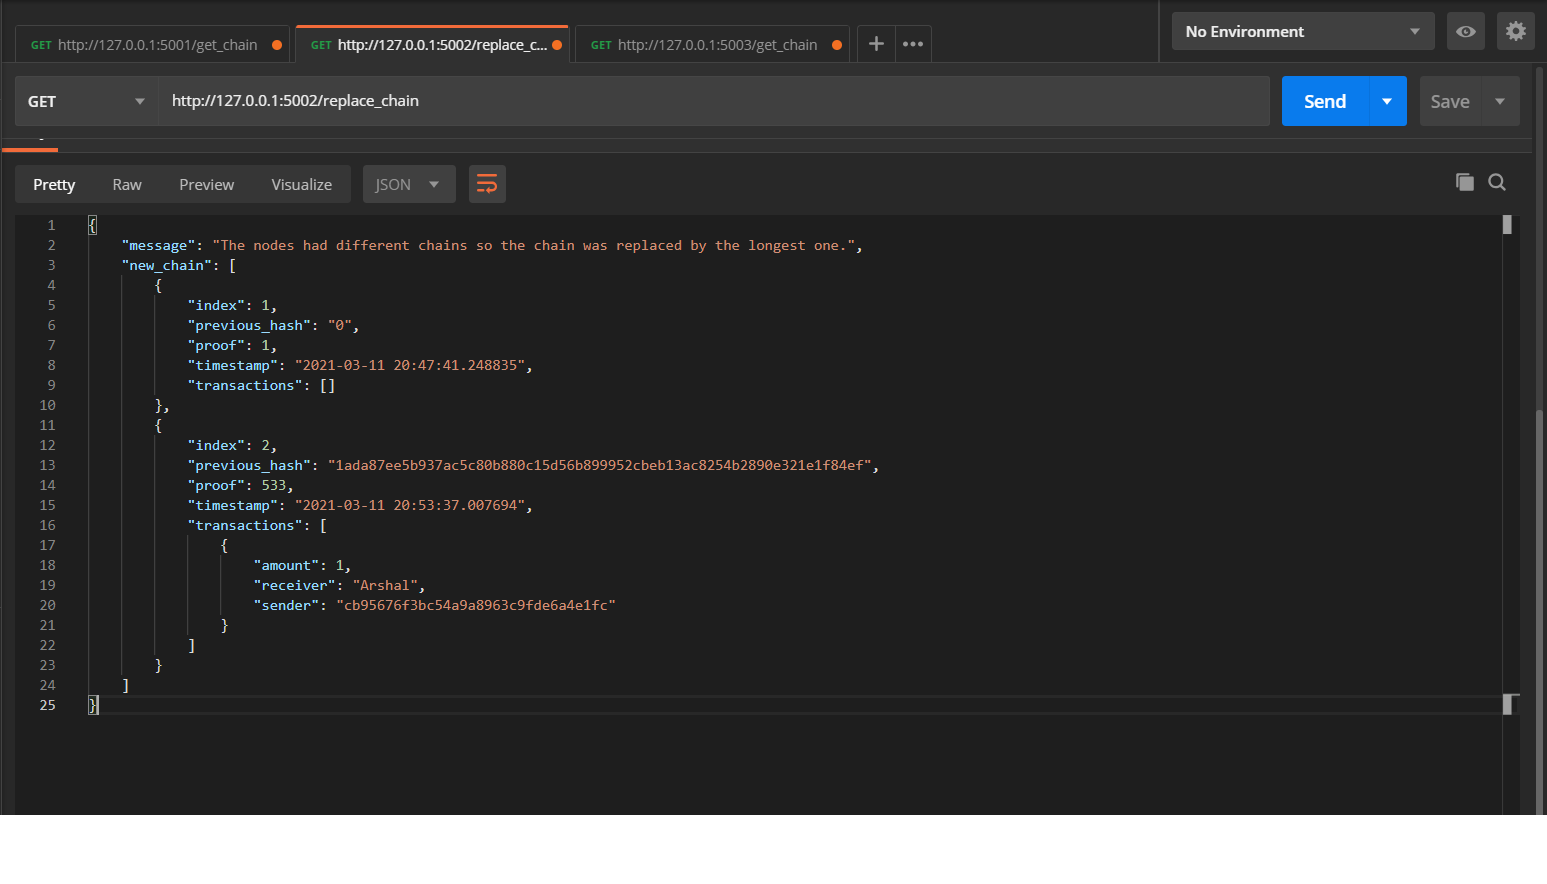 GET http://127.0.0.1:5001/get_chain GET http://127.0.0.1:5002/replace_c... GET http://127.0.0.1:5003/get_chain + ••• No Environment
GET http://127.0.0.1:5002/replace_chain Send Save
Pretty Raw Preview Visualize JSON
1 {
2 "message": "The nodes had different chains so the chain was replaced by the longest one.",
3 "new_chain": [
4 {
5 "index": 1,
6 "previous_hash": "0",
7 "proof": 1,
8 "timestamp": "2021-03-11 20:47:41.248835",
9 "transactions": []
10 },
11 {
12 "index": 2,
13 "previous_hash": "1ada87ee5b937ac5c80b880c15d56b899952cbeb13ac8254b2890e321e1f84ef",
14 "proof": 533,
15 "timestamp": "2021-03-11 20:53:37.007694",
16 "transactions": [
17 {
18 "amount": 1,
19 "receiver": "Arshal",
20 "sender": "cb95676f3bc54a9a8963c9fde6a4e1fc"
21 }
22 ]
23 }
24 ]
25 }